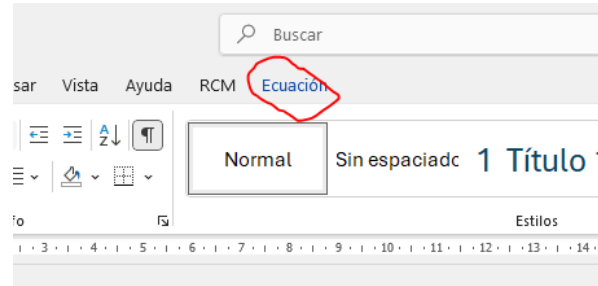 Buscar
sar Vista Ayuda RCM Ecuación
A
Z
Normal Sin espaciado 1 Título
fo Estilos
3 4 5 6 7 8 9 10 11 12 13 14